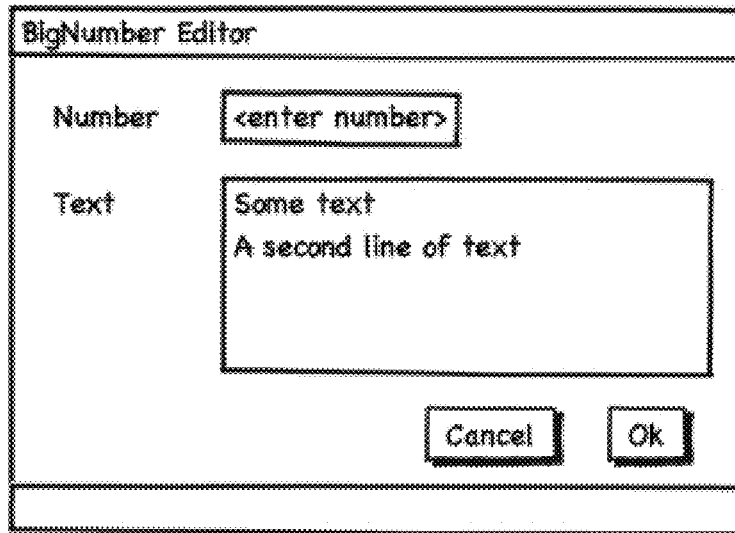 BigNumber Editor
Number
<enter number>
Text
Some text
A second line of text
Cancel
Ok